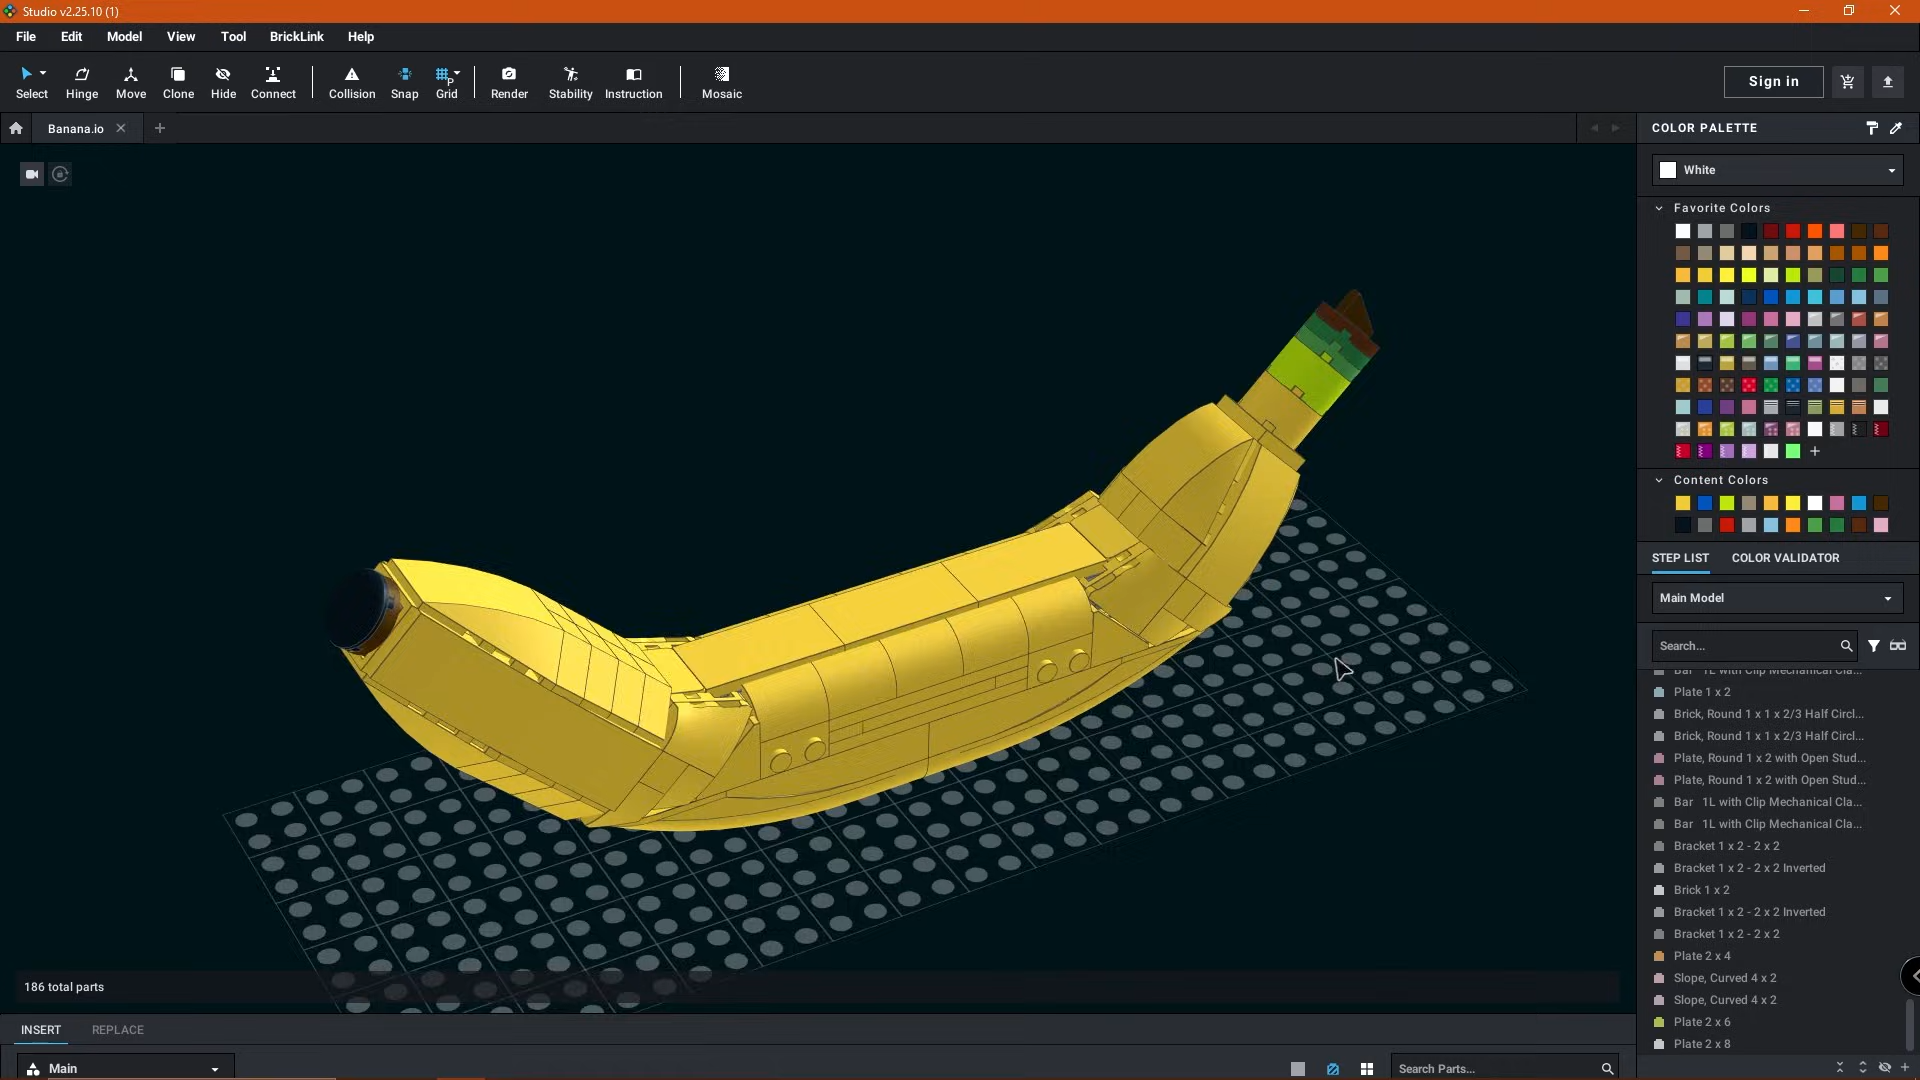 Studio v2.25.10 (1)
File Edit Model View Tool BrickLink Help
Select Hinge Move Clone Hide Connect Collision Snap Grid Render Stability Instruction Mosaic
Sign in
Banana.io
COLOR PALETTE
White
Favorite Colors
Content Colors
STEP LIST COLOR VALIDATOR
Main Model
Search...
Bar 1L with Clip Mechanical Cla...
Plate 1 x 2
Brick, Round 1 x 1 x 2/3 Half Circl...
Brick, Round 1 x 1 x 2/3 Half Circl...
Plate, Round 1 x 2 with Open Stud...
Plate, Round 1 x 2 with Open Stud...
Bar 1L with Clip Mechanical Cla...
Bar 1L with Clip Mechanical Cla...
Bracket 1 x 2 - 2 x 2
Bracket 1 x 2 - 2 x 2 Inverted
Brick 1 x 2
Bracket 1 x 2 - 2 x 2 Inverted
Bracket 1 x 2 - 2 x 2
Plate 2 x 4
Slope, Curved 4 x 2
Slope, Curved 4 x 2
Plate 2 x 6
Plate 2 x 8
186 total parts
INSERT REPLACE
Main
Search Parts...